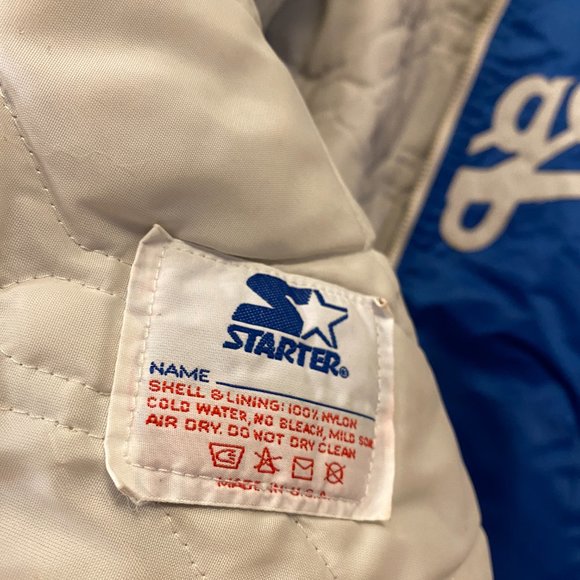 STARTER®
NAME
SHELL & LINING: 100% NYLON
COLD WATER, NO BLEACH, MILD
AIR DRY. DO NOT DRY CLEAN
MADE IN U.S.A.